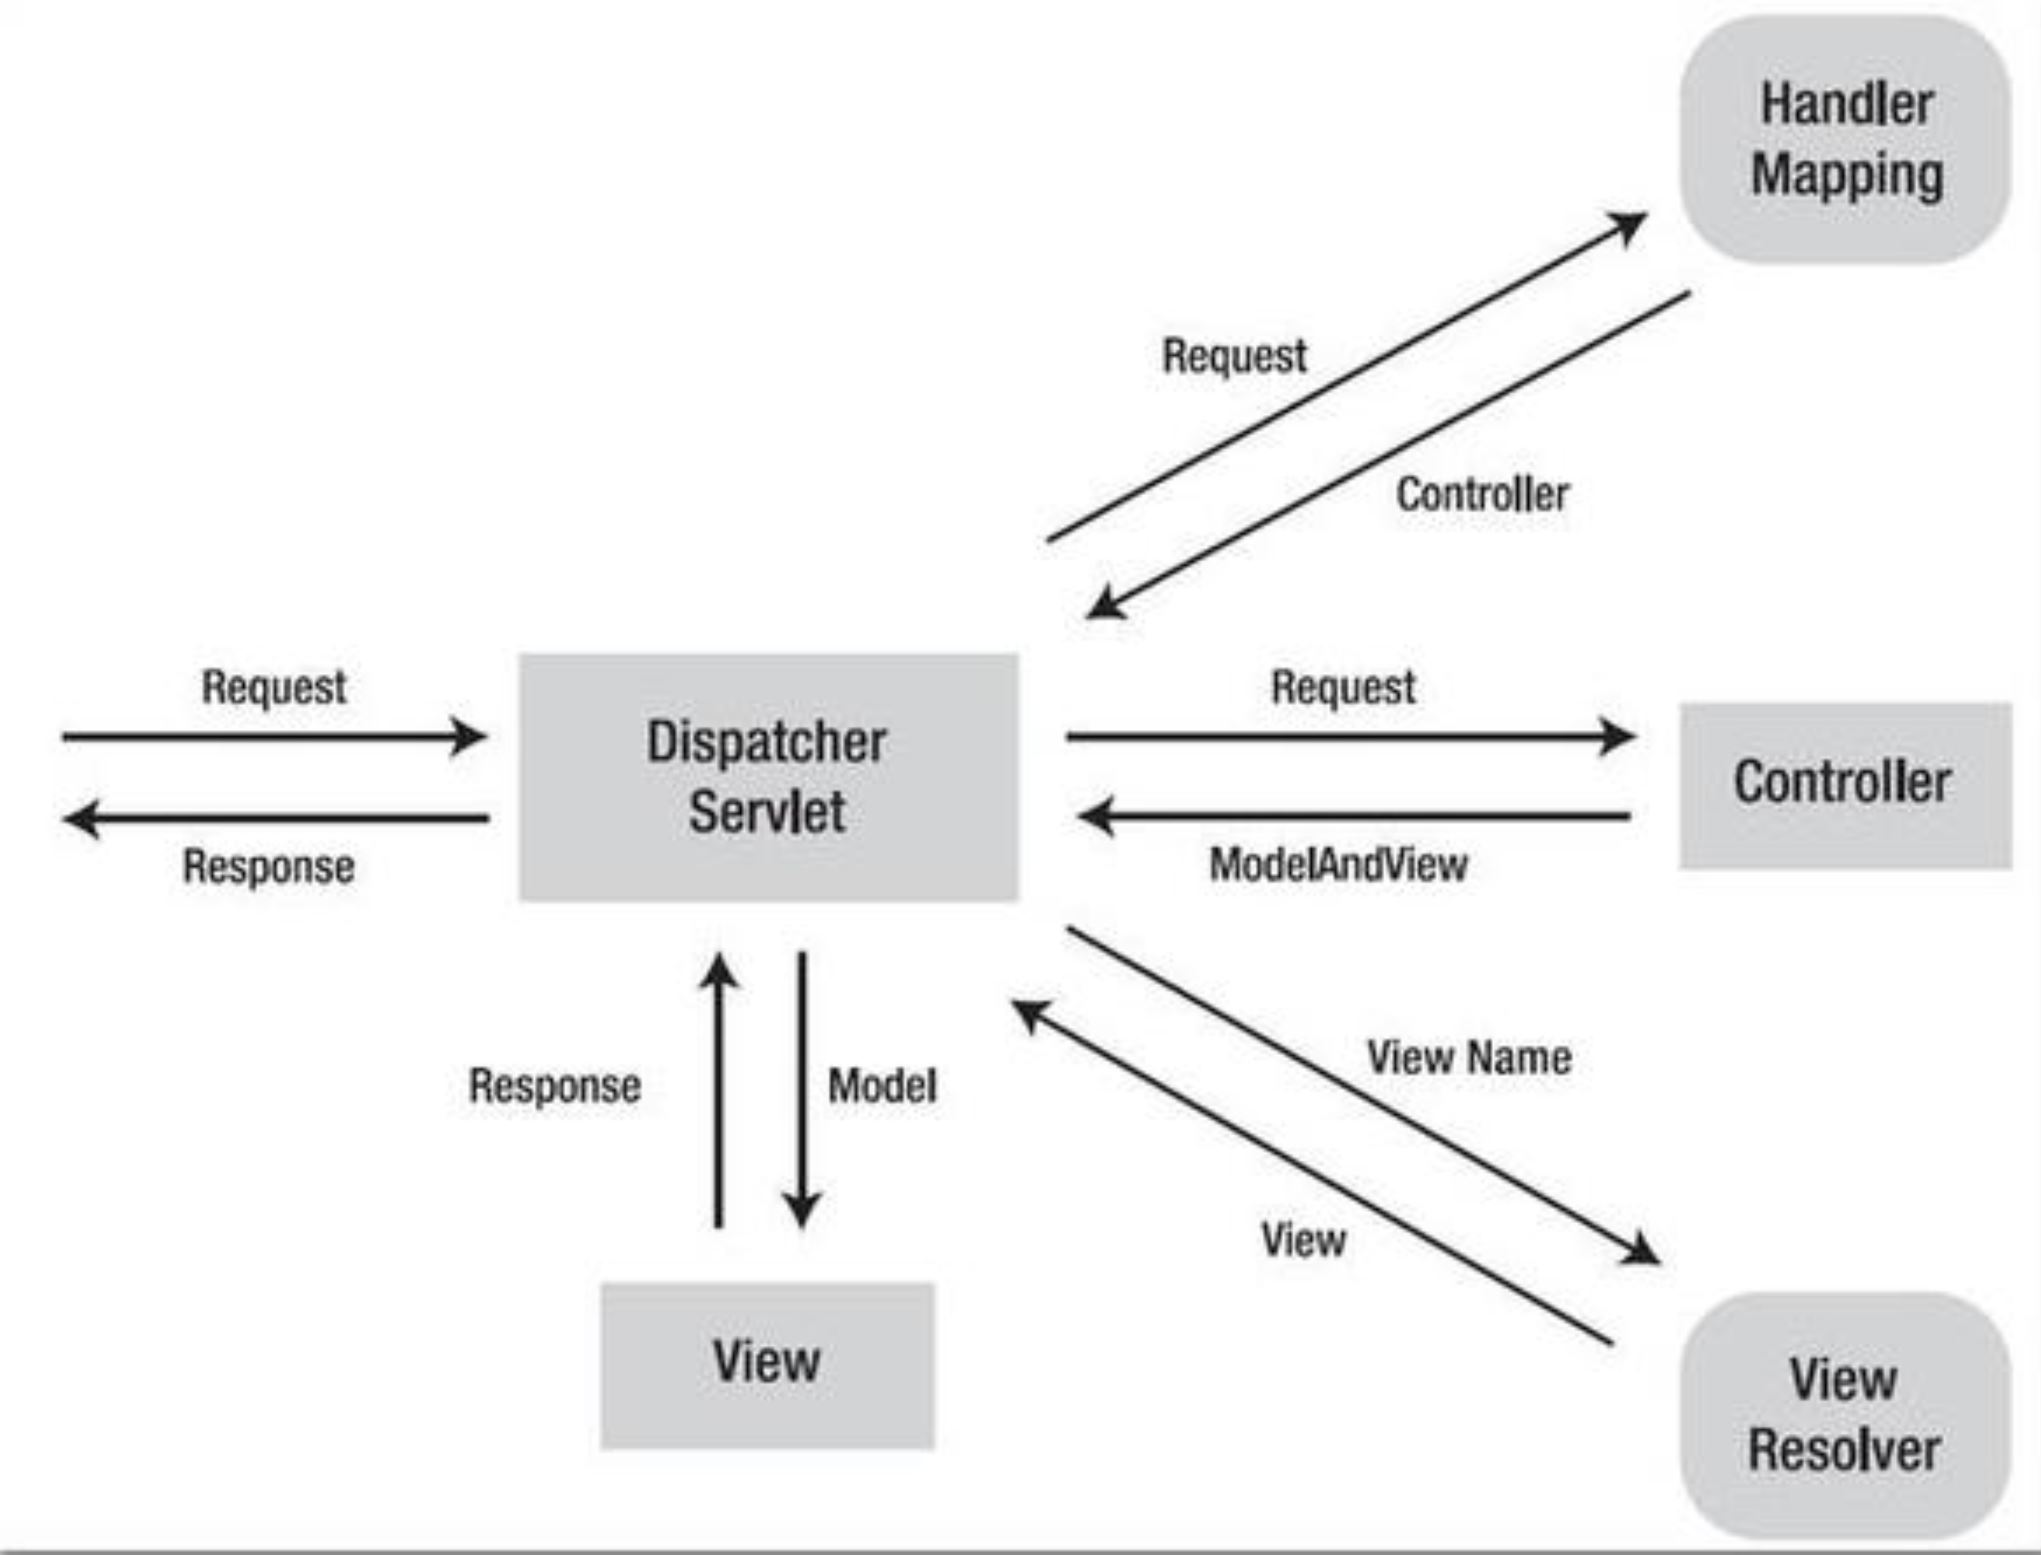 Handler
Mapping
Request
Controller
Request
Response
Dispatcher
Servlet
Request
ModelAndView
Controller
Response
Model
View Name
View
View
View
Resolver